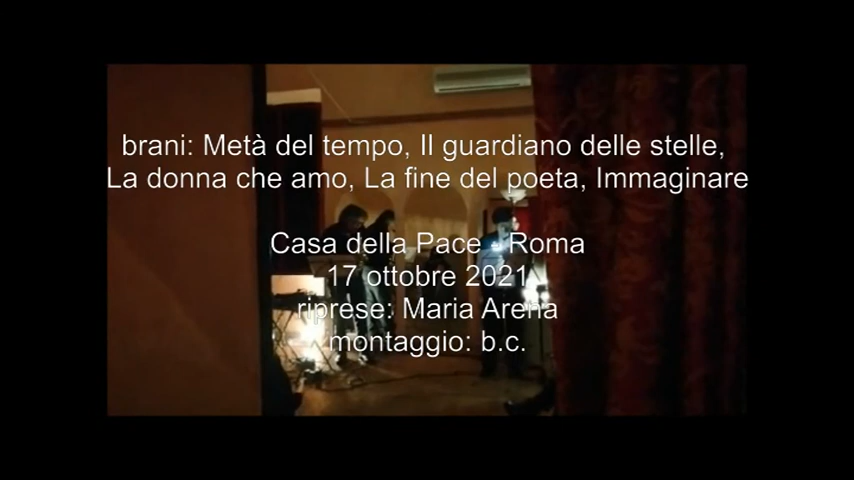 brani: Metà del tempo, Il guardiano delle stelle,
La donna che amo, La fine del poeta, Immaginare
Casa della Pace - Roma
17 ottobre 2021
riprese: Maria Arena
montaggio: b.c.